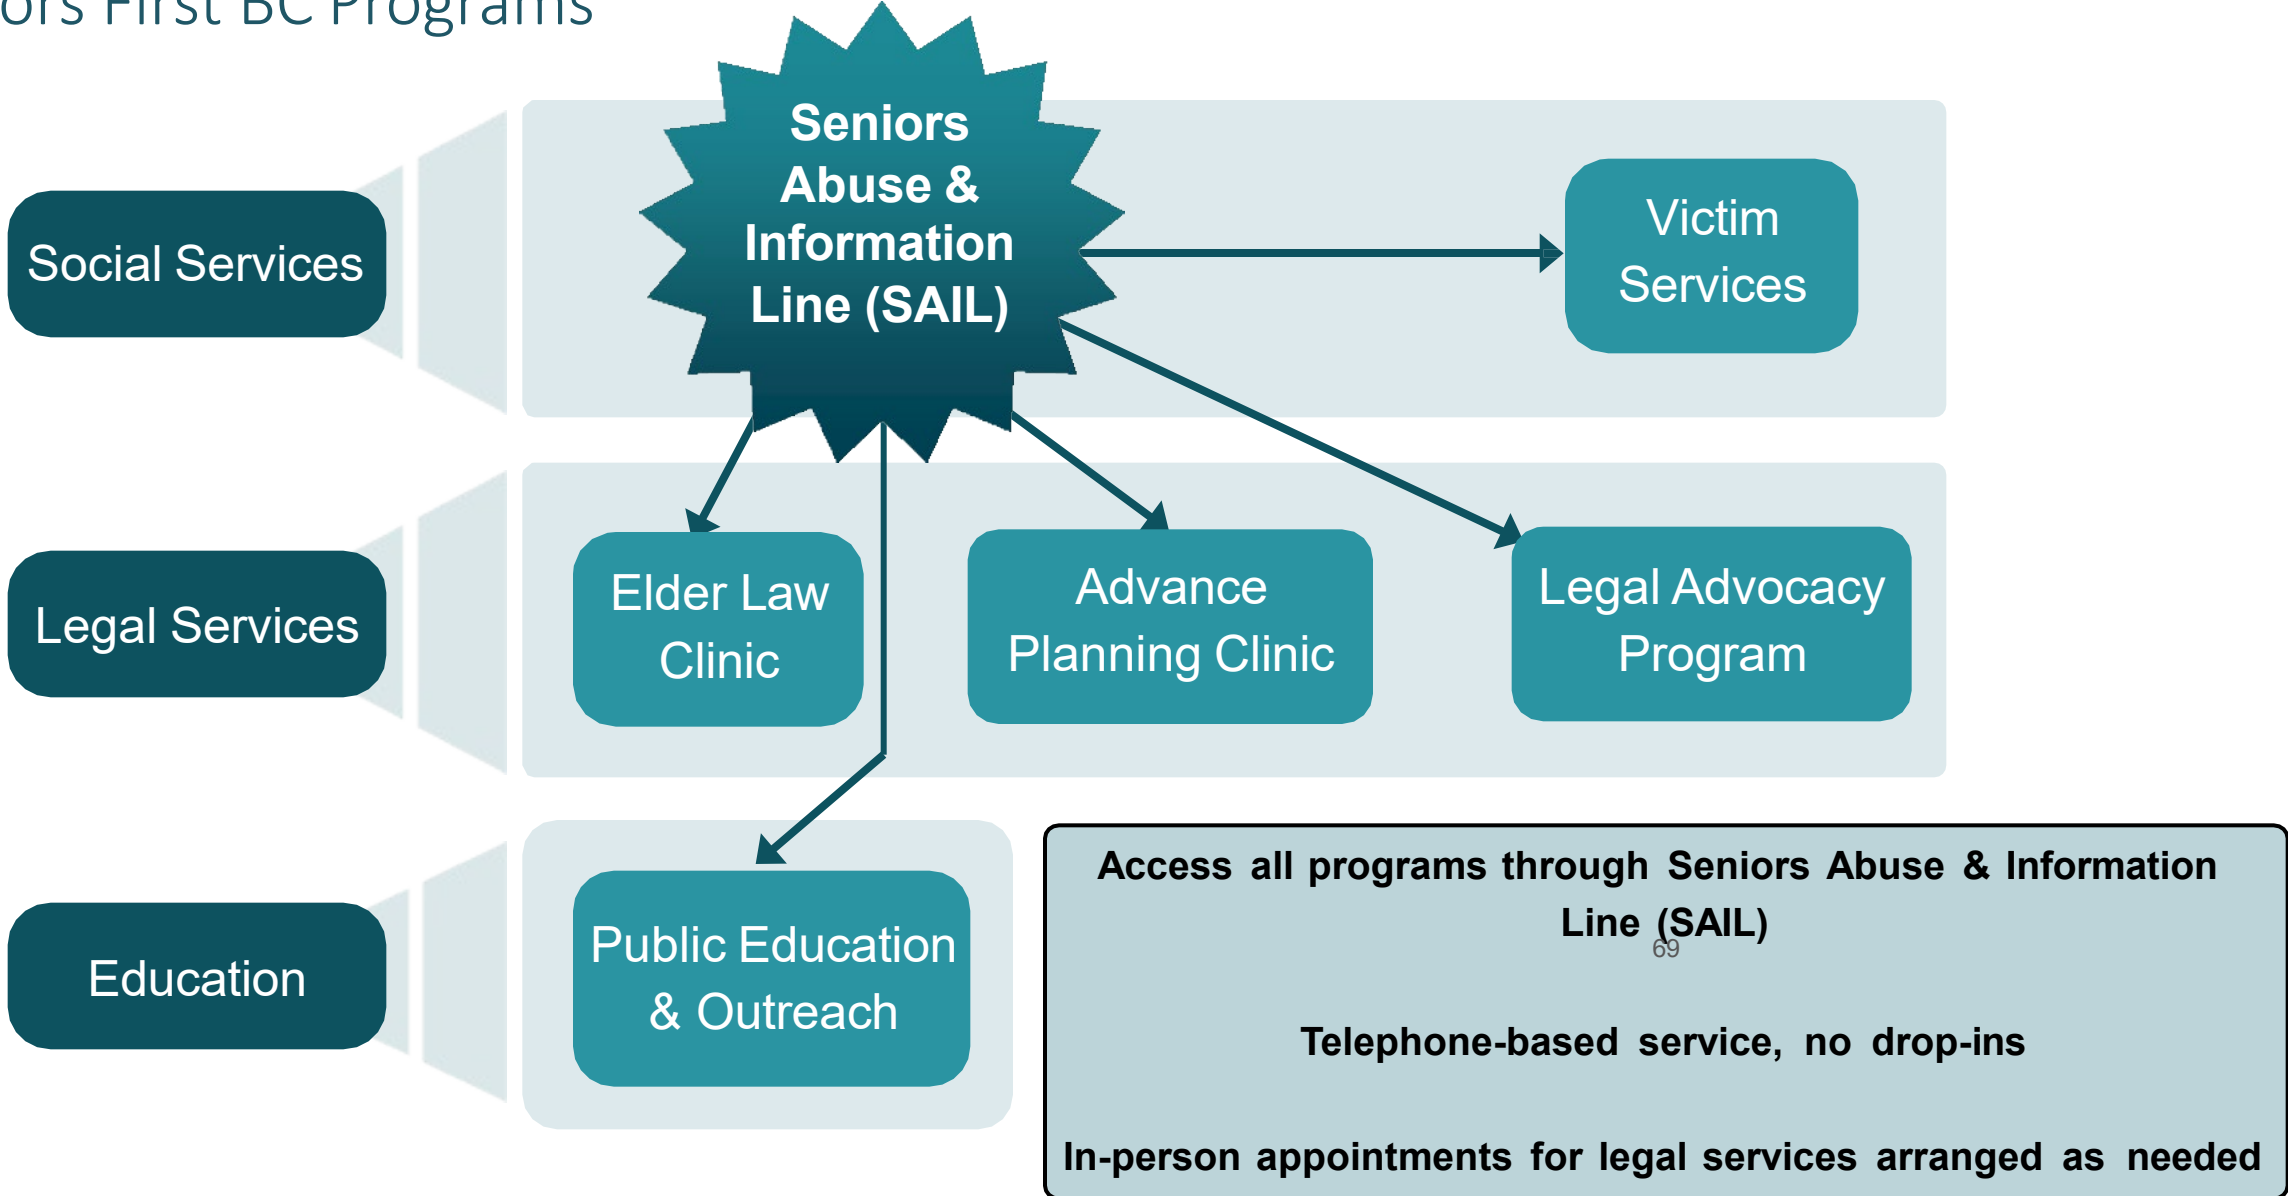 ors First BC Programs
Seniors
Abuse &
Information
Line (SAIL)
Social Services
Victim
Services
Legal Services
Elder Law
Clinic
Advance
Planning Clinic
Legal Advocacy
Program
Education
Public Education
& Outreach
Access all programs through Seniors Abuse & Information
Line (SAIL)
69
Telephone-based service, no drop-ins
In-person appointments for legal services arranged as needed